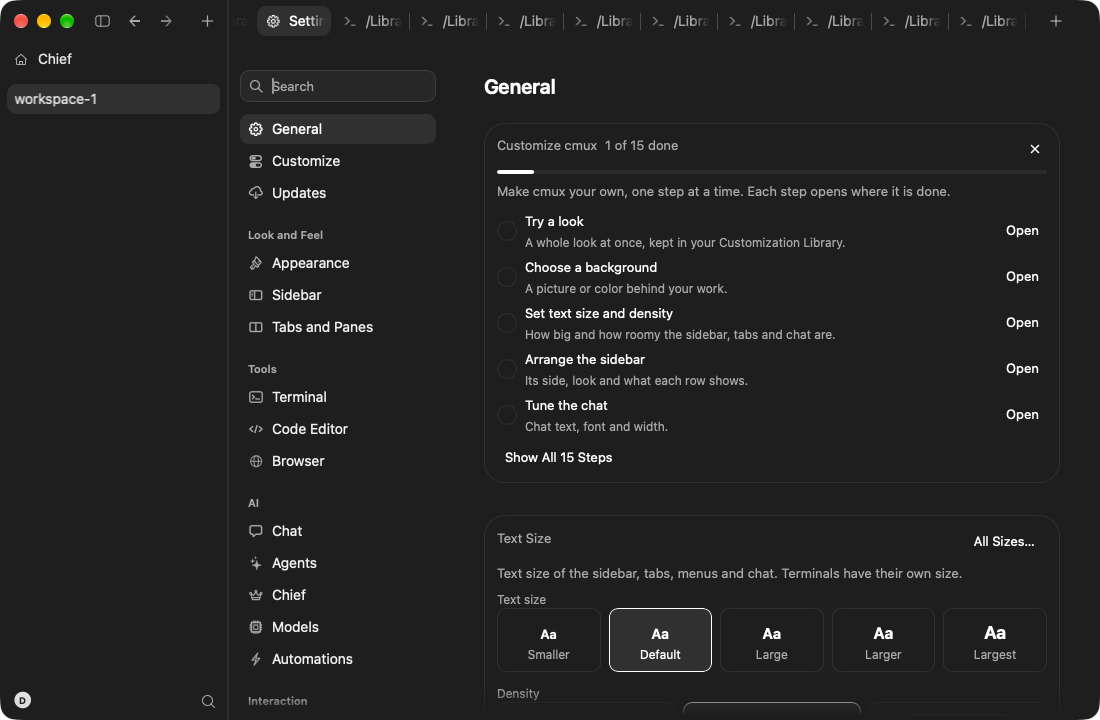 Chief
workspace-1
D
Settin
/Libra
/Libra
/Libra
/Libra
/Libra
/Libra
/Libra
/Libra
/Libra
Search
General
Customize
Updates
Look and Feel
Appearance
Sidebar
Tabs and Panes
Tools
Terminal
Code Editor
Browser
AI
Chat
Agents
Chief
Models
Automations
Interaction
General
Customize cmux 1 of 15 done
Make cmux your own, one step at a time. Each step opens where it is done.
Try a look
A whole look at once, kept in your Customization Library.
Open
Choose a background
A picture or color behind your work.
Open
Set text size and density
How big and how roomy the sidebar, tabs and chat are.
Open
Arrange the sidebar
Its side, look and what each row shows.
Open
Tune the chat
Chat text, font and width.
Open
Show All 15 Steps
Text Size
All Sizes...
Text size of the sidebar, tabs, menus and chat. Terminals have their own size.
Text size
Aa
Smaller
Aa
Default
Aa
Large
Aa
Larger
Aa
Largest
Density